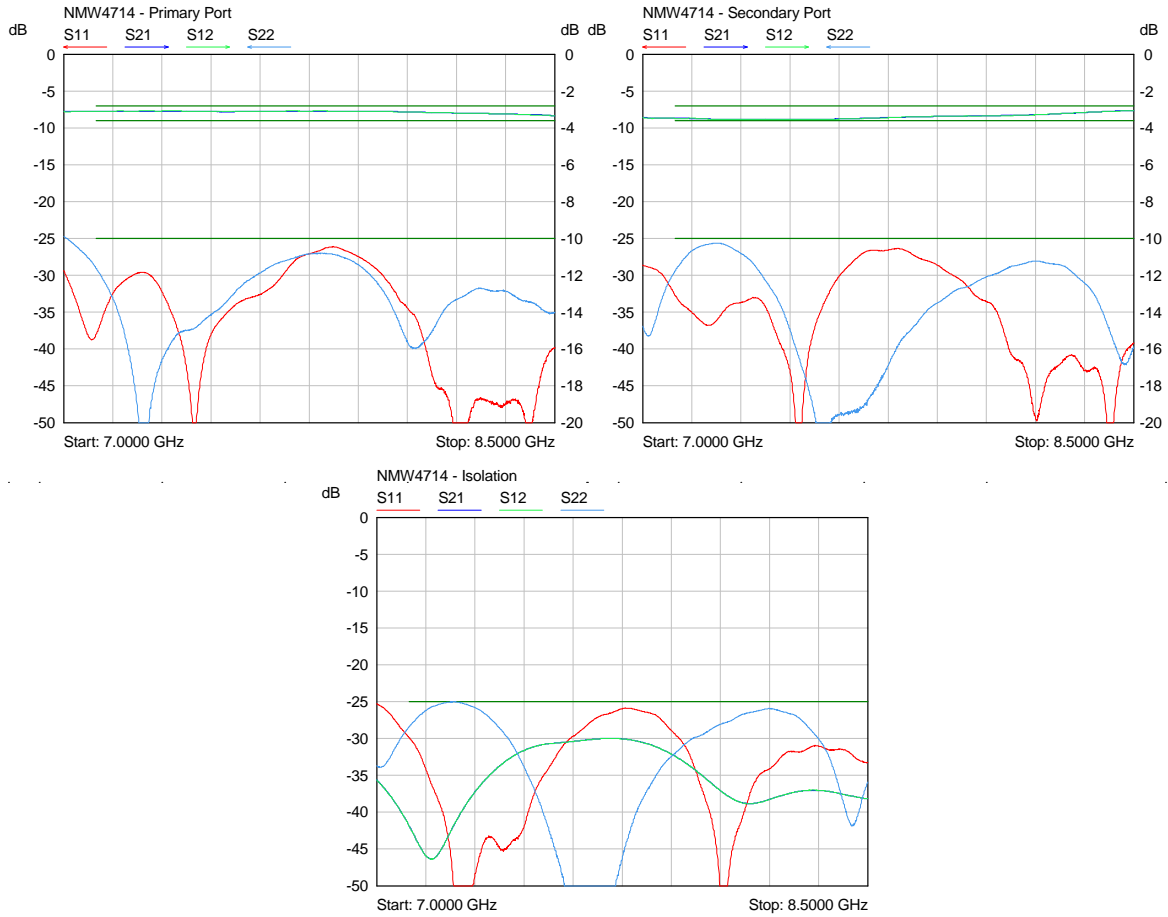 NMW4714 - Primary Port
dB
S11 S21 S12 S22
0 0
-5 -2
-10 -4
-15 -6
-20 -8
-25 -10
-30 -12
-35 -14
-40 -16
-45 -18
-50 -20
Start: 7.0000 GHz Stop: 8.5000 GHz
NMW4714 - Secondary Port
dB dB
S11 S21 S12 S22
dB
0 0
-5 -2
-10 -4
-15 -6
-20 -8
-25 -10
-30 -12
-35 -14
-40 -16
-45 -18
-50 -20
Start: 7.0000 GHz Stop: 8.5000 GHz
NMW4714 - Isolation
dB
S11 S21 S12 S22
0
-5
-10
-15
-20
-25
-30
-35
-40
-45
-50
Start: 7.0000 GHz Stop: 8.5000 GHz